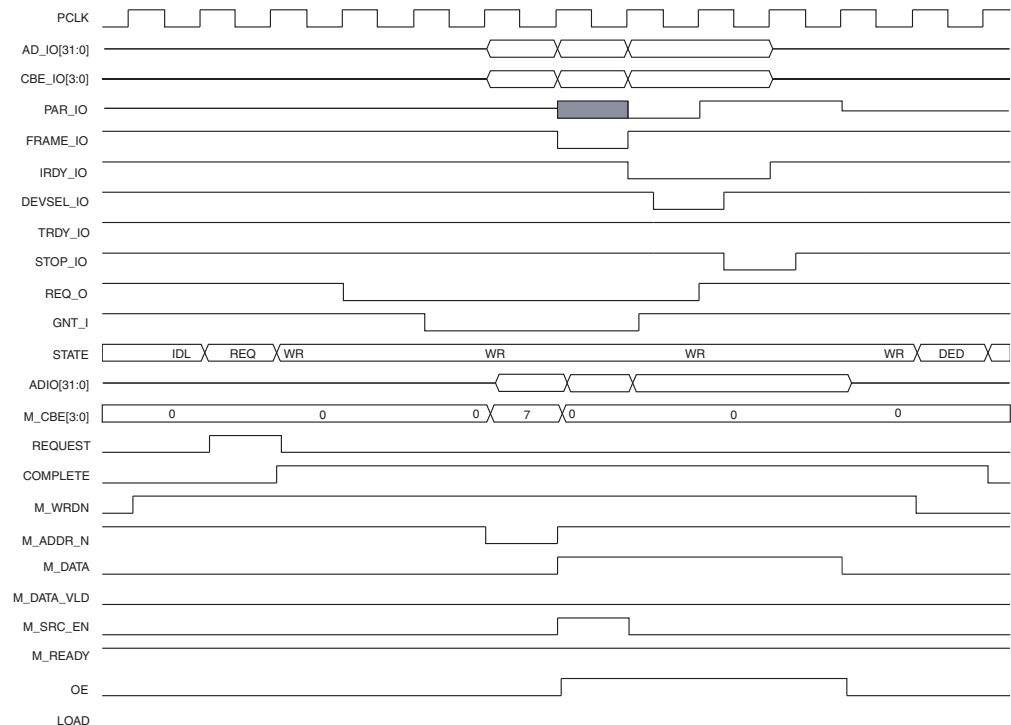 PCLK
AD_IO[31:0]
CBE_IO[3:0]
PAR_IO
FRAME_IO
IRDY_IO
DEVSEL_IO
TRDY_IO
STOP_IO
REQ_O
GNT_I
STATE IDL REQ WR WR WR WR DED
ADIO[31:0]
M_CBE[3:0] 0 0 0 7 0 0 0
REQUEST
COMPLETE
M_WRDN
M_ADDR_N
M_DATA
M_DATA_VLD
M_SRC_EN
M_READY
OE
LOAD